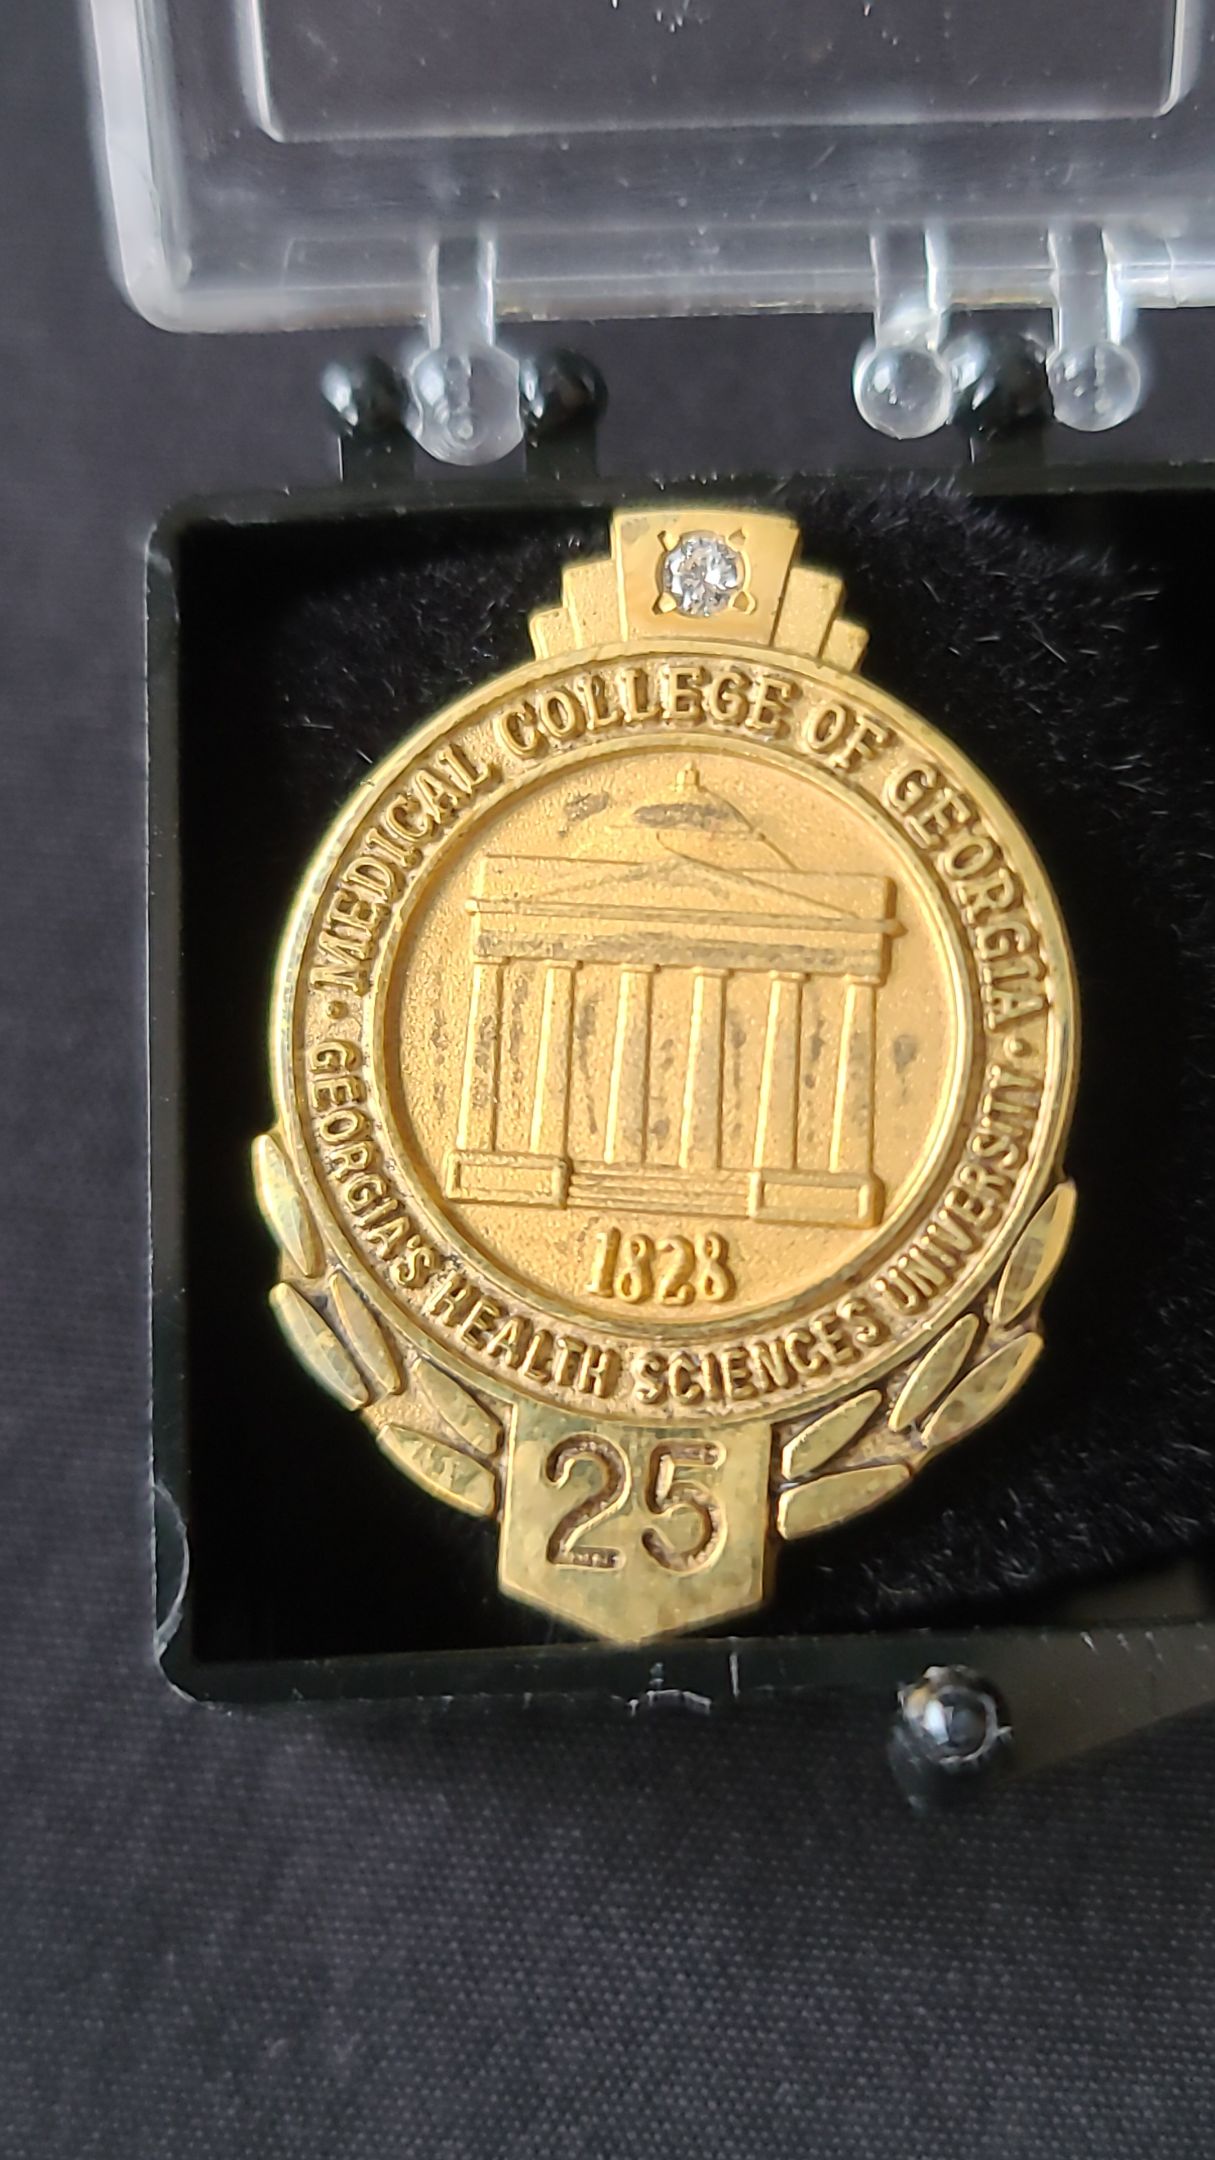 · MEDICAL COLLEGE OF GEORGIA ·
GEORGIA'S HEALTH SCIENCES UNIVERSITY
1828
25